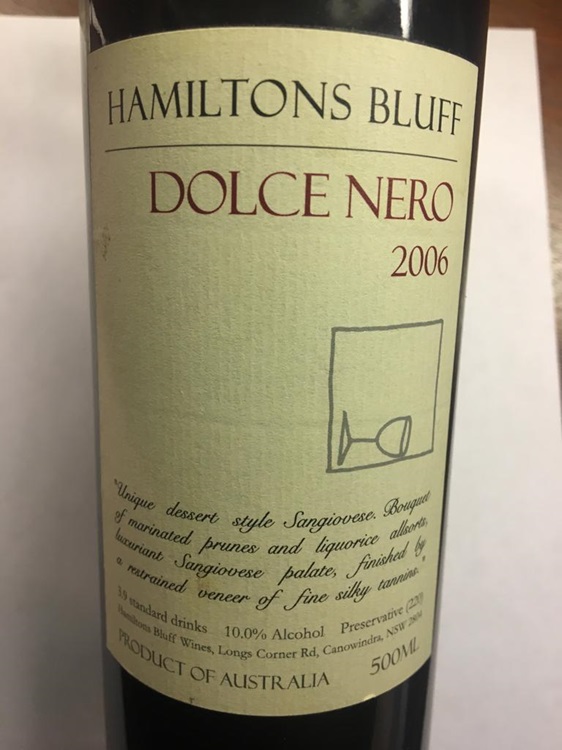 HAMILTONS BLUFF
DOLCE NERO
2006
"Unique dessert style Sangiovese. Bouquet
of marinated prunes and liquorice allsorts,
luxuriant Sangiovese palate, finished by
a restrained veneer of fine silky tannins."
3.9 standard drinks 10.0% Alcohol Preservative (220)
Hamiltons Bluff Wines, Longs Corner Rd, Canowindra, NSW 2804
PRODUCT OF AUSTRALIA 500ML